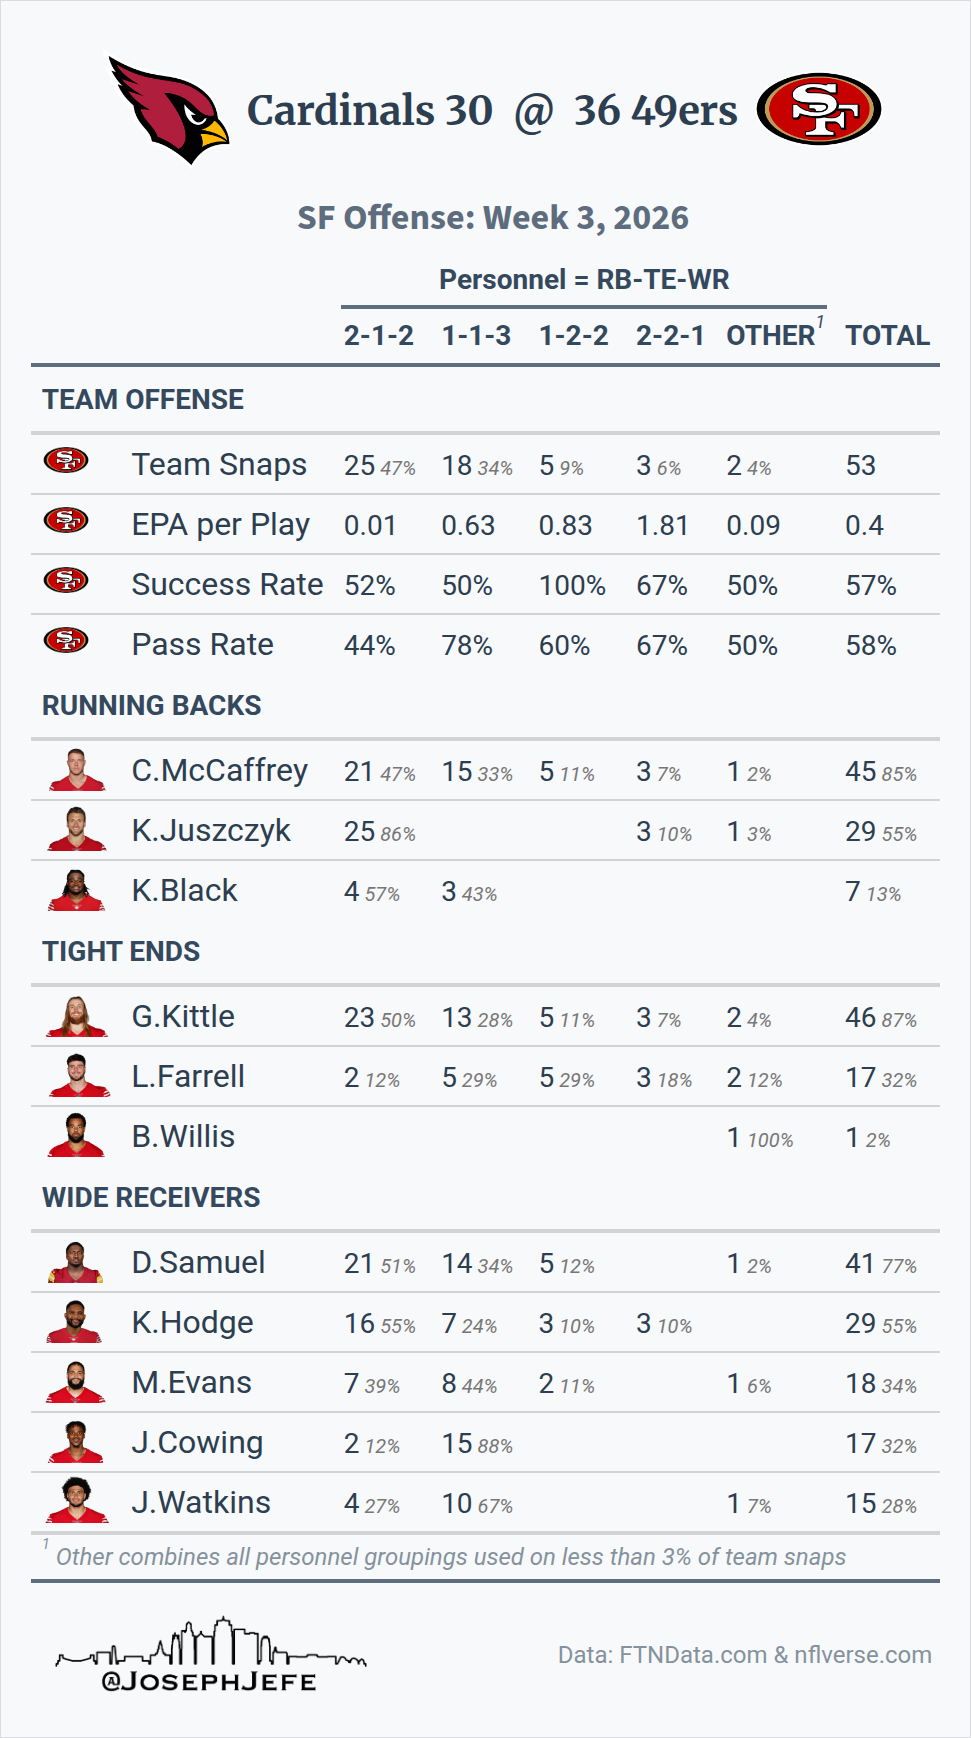 Cardinals 30 @ 36 49ers
SF Offense: Week 3, 2026
Personnel = RB-TE-WR
2-1-2 1-1-3 1-2-2 2-2-1 OTHER¹ TOTAL
TEAM OFFENSE
Team Snaps 25 47% 18 34% 5 9% 3 6% 2 4% 53
EPA per Play 0.01 0.63 0.83 1.81 0.09 0.4
Success Rate 52% 50% 100% 67% 50% 57%
Pass Rate 44% 78% 60% 67% 50% 58%
RUNNING BACKS
C.McCaffrey 21 47% 15 33% 5 11% 3 7% 1 2% 45 85%
K.Juszczyk 25 86% 3 10% 1 3% 29 55%
K.Black 4 57% 3 43% 7 13%
TIGHT ENDS
G.Kittle 23 50% 13 28% 5 11% 3 7% 2 4% 46 87%
L.Farrell 2 12% 5 29% 5 29% 3 18% 2 12% 17 32%
B.Willis 1 100% 1 2%
WIDE RECEIVERS
D.Samuel 21 51% 14 34% 5 12% 1 2% 41 77%
K.Hodge 16 55% 7 24% 3 10% 3 10% 29 55%
M.Evans 7 39% 8 44% 2 11% 1 6% 18 34%
J.Cowing 2 12% 15 88% 17 32%
J.Watkins 4 27% 10 67% 1 7% 15 28%
¹ Other combines all personnel groupings used on less than 3% of team snaps
@JOSEPHJEFE
Data: FTNData.com & nflverse.com